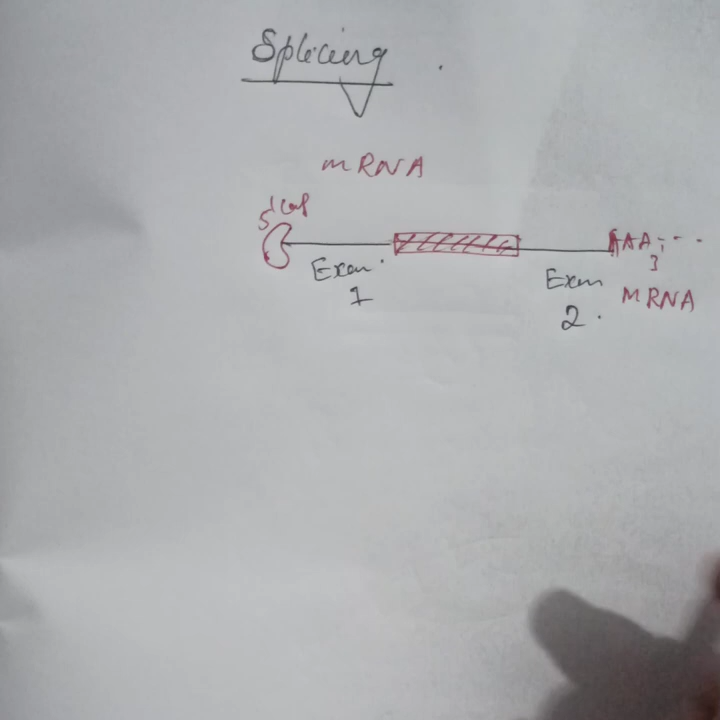 Splicing
mRNA
5' cap
AAA - - -
3
Exon
1
Exon
2.
MRNA